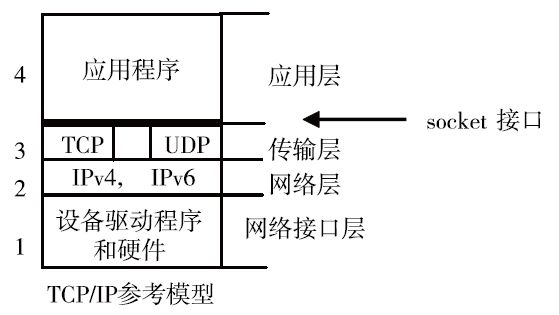 4 应用程序 应用层
socket 接口
3 TCP UDP 传输层
2 IPv4, IPv6 网络层
设备驱动程序
和硬件
1 网络接口层
TCP/IP参考模型